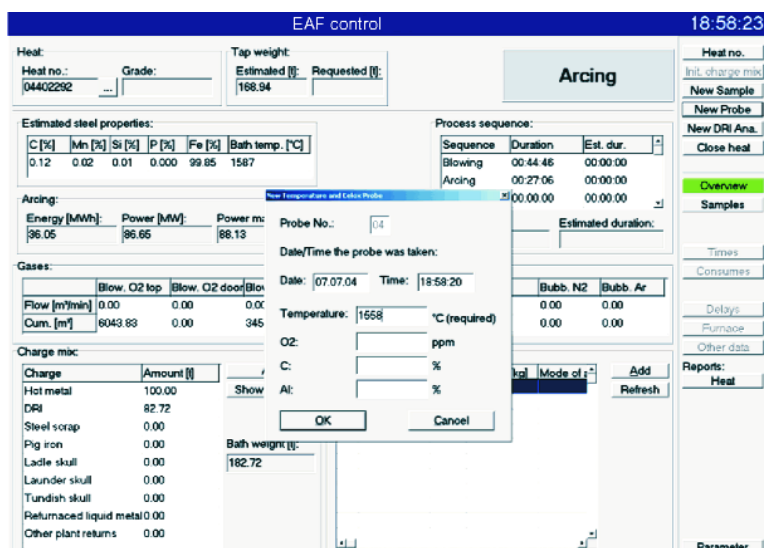 EAF control 18:58:23
Heat: Tap weight:
Heat no.: Grade: Estimated [t]: Requested [t]:
04402292 ... 168.94
Arcing
Heat no.
Init. charge mix
New Sample
New Probe
New DRI Ana.
Close heat
Overview
Samples
Times
Consumes
Delays
Furnace
Other data
Reports:
Heat
Parameter
Estimated steel properties:
C [%] Mn [%] Si [%] P [%] Fe [%] Bath temp. [°C]
0.12 0.02 0.01 0.000 99.85 1587
Process sequence:
Sequence Duration Est. dur.
Blowing 00:44:46 00:00:00
Arcing 00:27:06 00:00:00
00:00:00 00:00:00
Estimated duration:
Arcing:
Energy [MWh]: Power [MW]: Power
36.05 86.65 88.13
Gases:
Blow. O2 top Blow. O2 door Bubb. N2 Bubb. Ar
Flow [m³/min] 0.00 0.00 0.00 0.00
Cum. [m³] 6043.83 0.00 345 0.00 0.00
New Temperature and Celox Probe
Probe No.: 04
Date/Time the probe was taken:
Date: 07.07.04 Time: 18:58:20
Temperature: 1558 °C (required)
O2: ppm
C: %
Al: %
OK Cancel
Charge mix:
Charge Amount [t]
Hot metal 100.00
DRI 82.72
Steel scrap 0.00
Pig iron 0.00
Ladle skull 0.00
Launder skull 0.00
Tundish skull 0.00
Returnaced liquid metal 0.00
Other plant returns 0.00
Show
Bath weight [t]:
182.72
[kg] Mode of
Add
Refresh